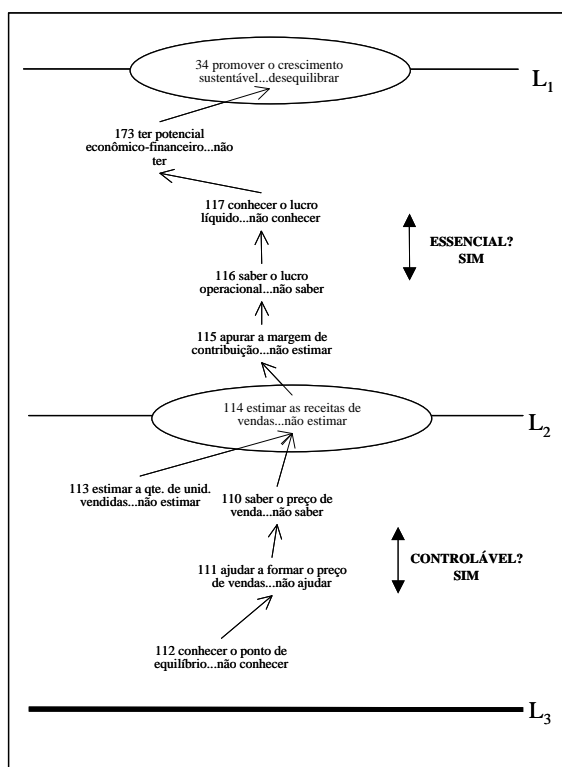 34 promover o crescimento
sustentável...desequilibrar
L1
173 ter potencial
econômico-financeiro...não
ter
117 conhecer o lucro
líquido...não conhecer
ESSENCIAL?
SIM
116 saber o lucro
operacional...não saber
115 apurar a margem de
contribuição...não estimar
114 estimar as receitas de
vendas...não estimar
L2
113 estimar a qte. de unid.
vendidas...não estimar
110 saber o preço de
venda...não saber
CONTROLÁVEL?
SIM
111 ajudar a formar o preço
de vendas...não ajudar
112 conhecer o ponto de
equilíbrio...não conhecer
L3